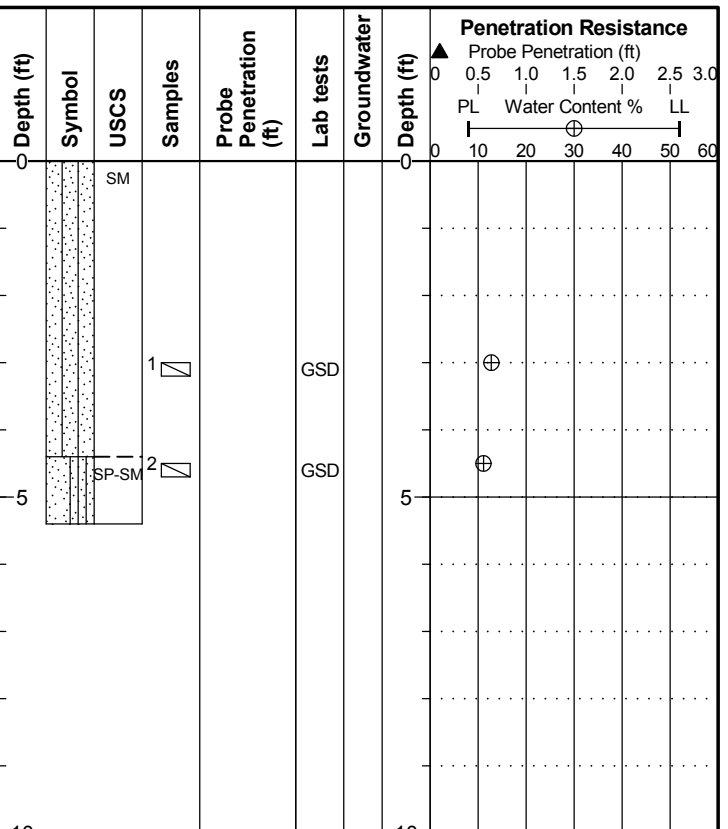 Depth (ft)
Symbol
USCS
Samples
Probe
Penetration
(ft)
Lab tests
Groundwater
Depth (ft)
Penetration Resistance
▲ Probe Penetration (ft)
0 0.5 1.0 1.5 2.0 2.5 3.0
PL Water Content % LL
0 10 20 30 40 50 60
0 0
SM
1 GSD
2 GSD
SP-SM
5 5
10 10